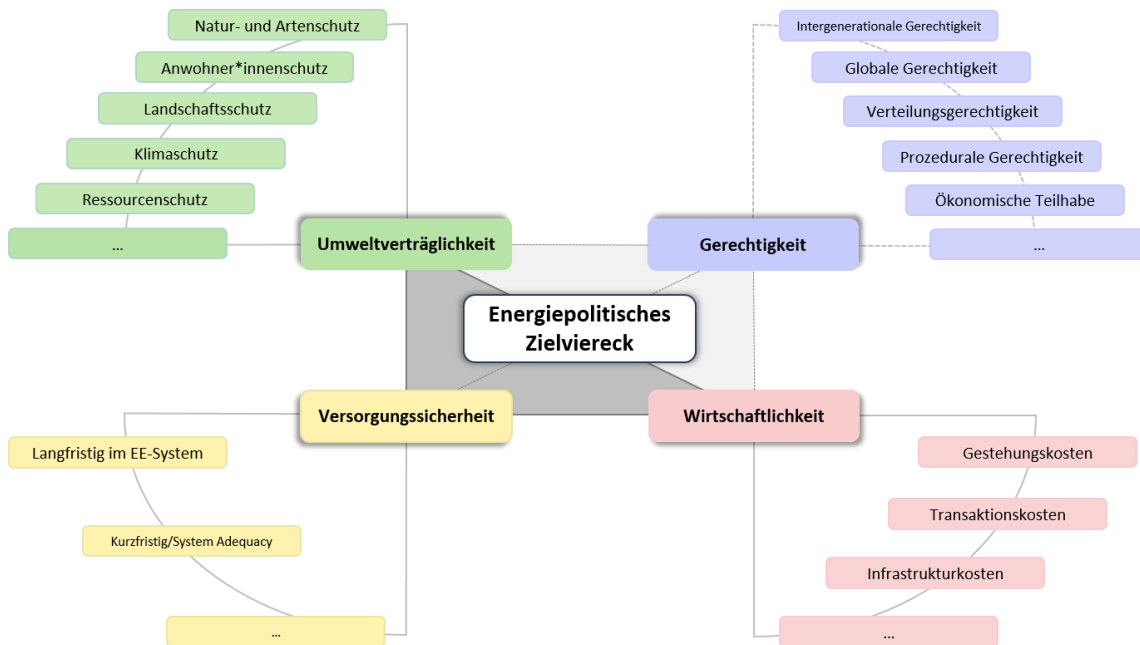 Natur- und Artenschutz
Anwohner*innenschutz
Landschaftsschutz
Klimaschutz
Ressourcenschutz
...
Umweltverträglichkeit
Intergenerationale Gerechtigkeit
Globale Gerechtigkeit
Verteilungsgerechtigkeit
Prozedurale Gerechtigkeit
Ökonomische Teilhabe
...
Gerechtigkeit
Energiepolitisches
Zielviereck
Versorgungssicherheit
Langfristig im EE-System
Kurzfristig/System Adequacy
...
Wirtschaftlichkeit
Gestehungskosten
Transaktionskosten
Infrastrukturkosten
...